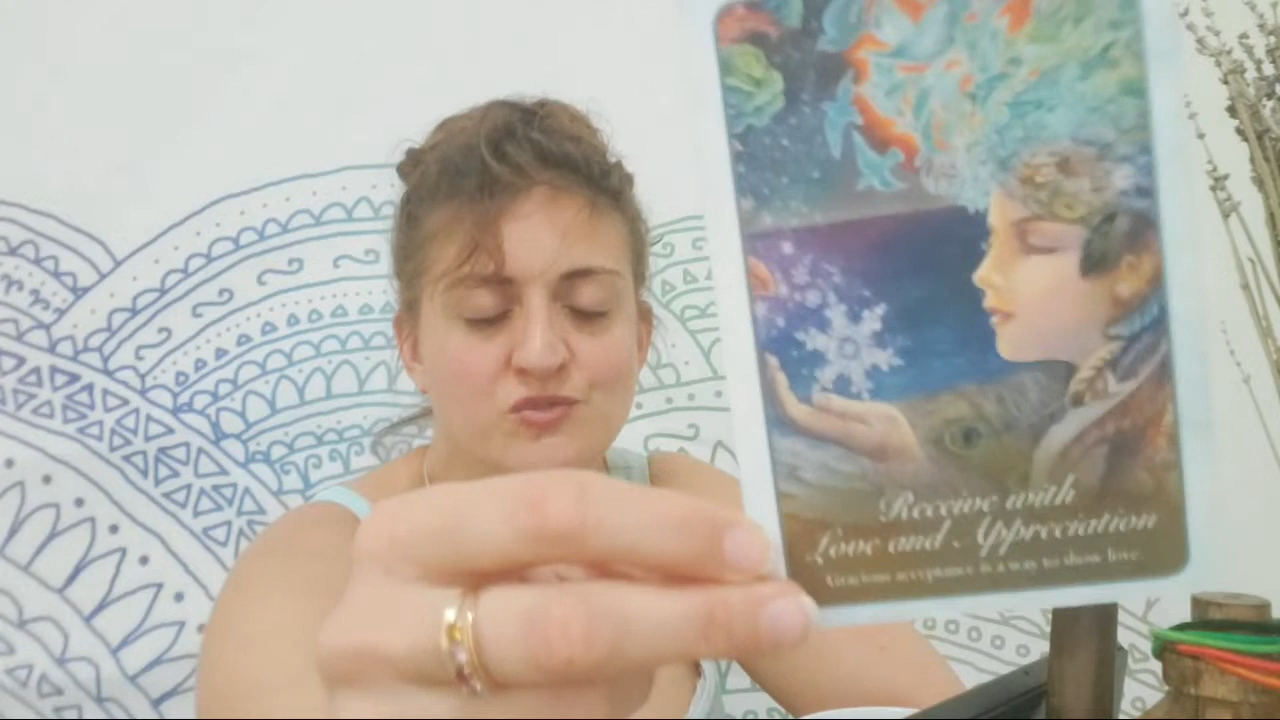 Receive with
Love and Appreciation
Gracious acceptance is a way to show love.